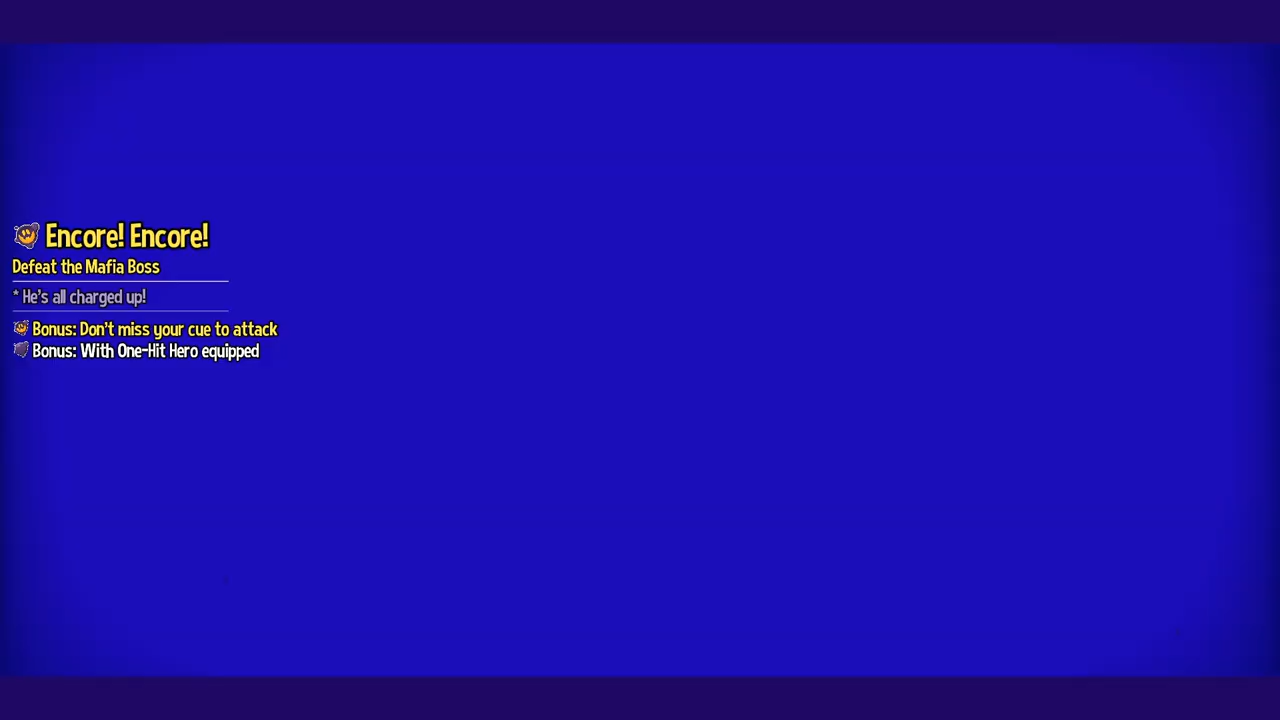 Encore! Encore!
Defeat the Mafia Boss
* He's all charged up!
Bonus: Don't miss your cue to attack
Bonus: With One-Hit Hero equipped